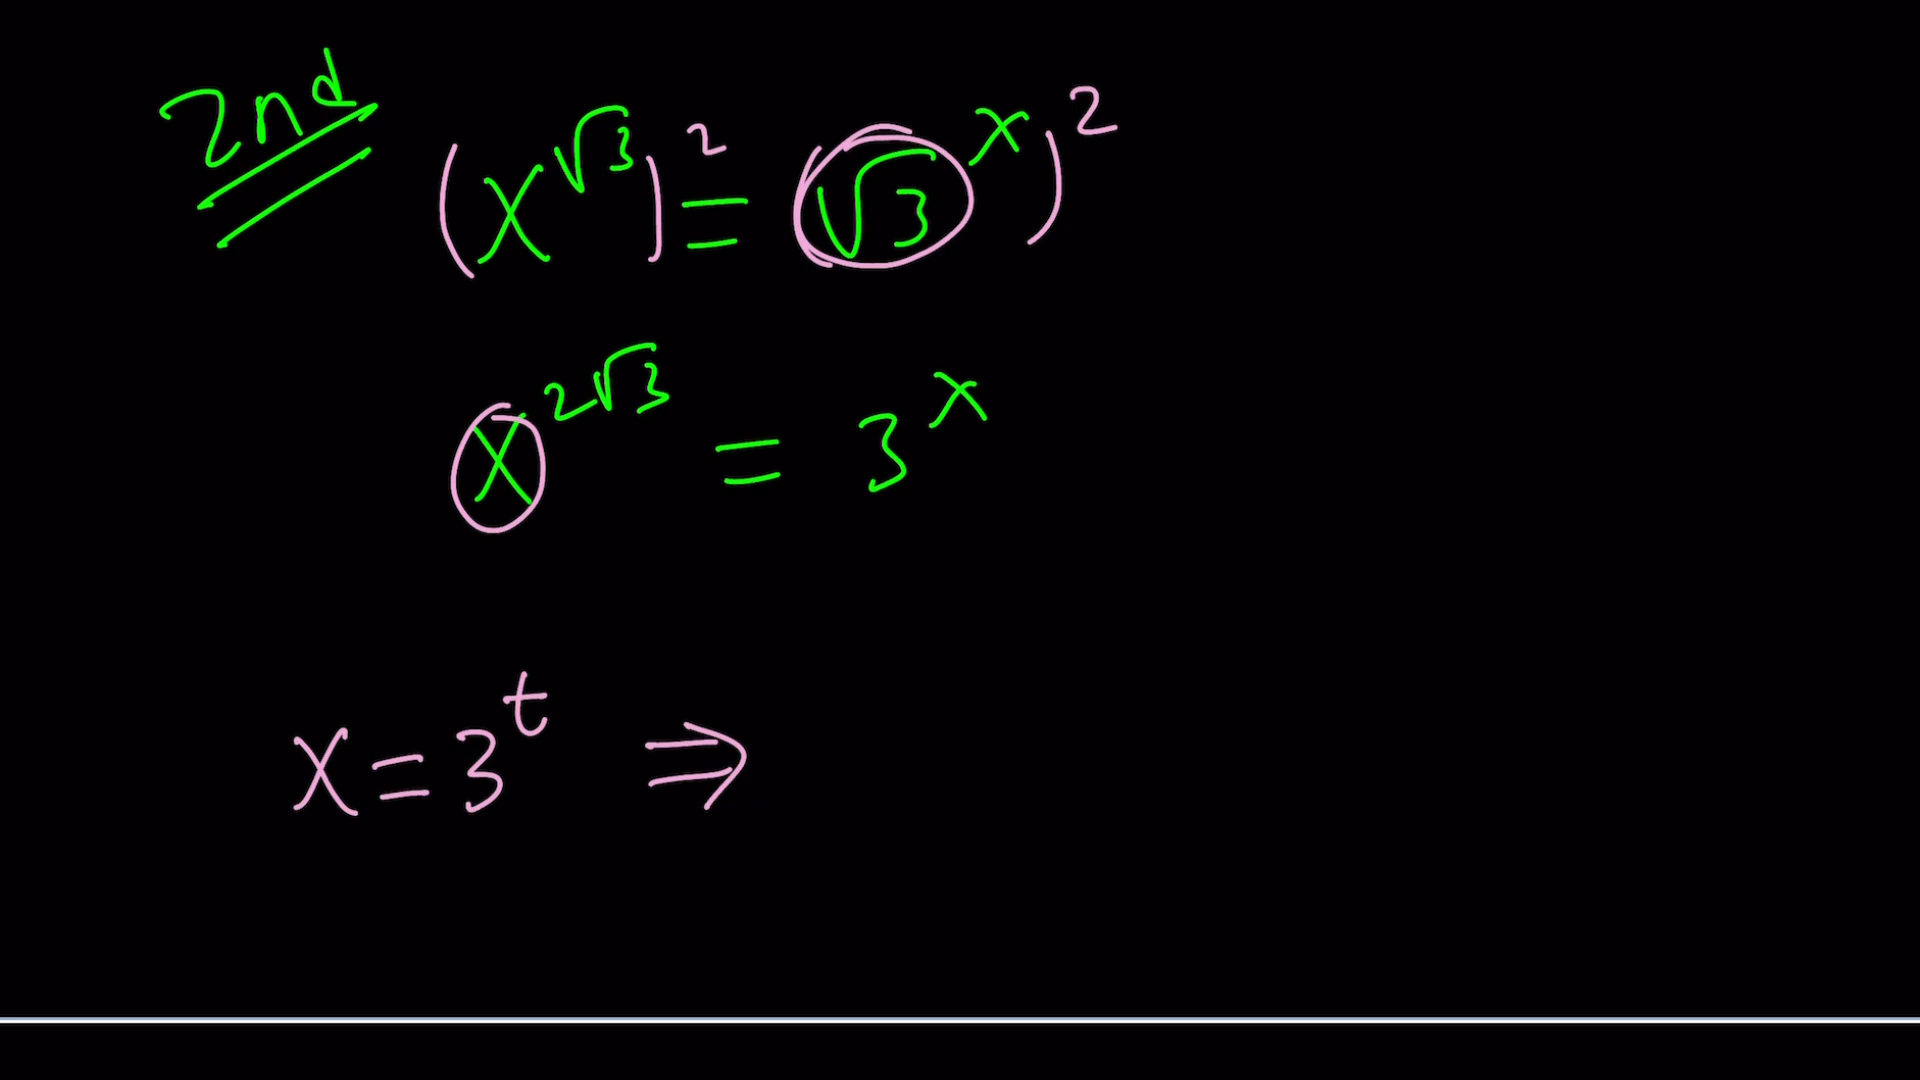 2nd (x^√3)^2 = (√3^x)^2
x^2√3 = 3^x
x = 3^t ⇒